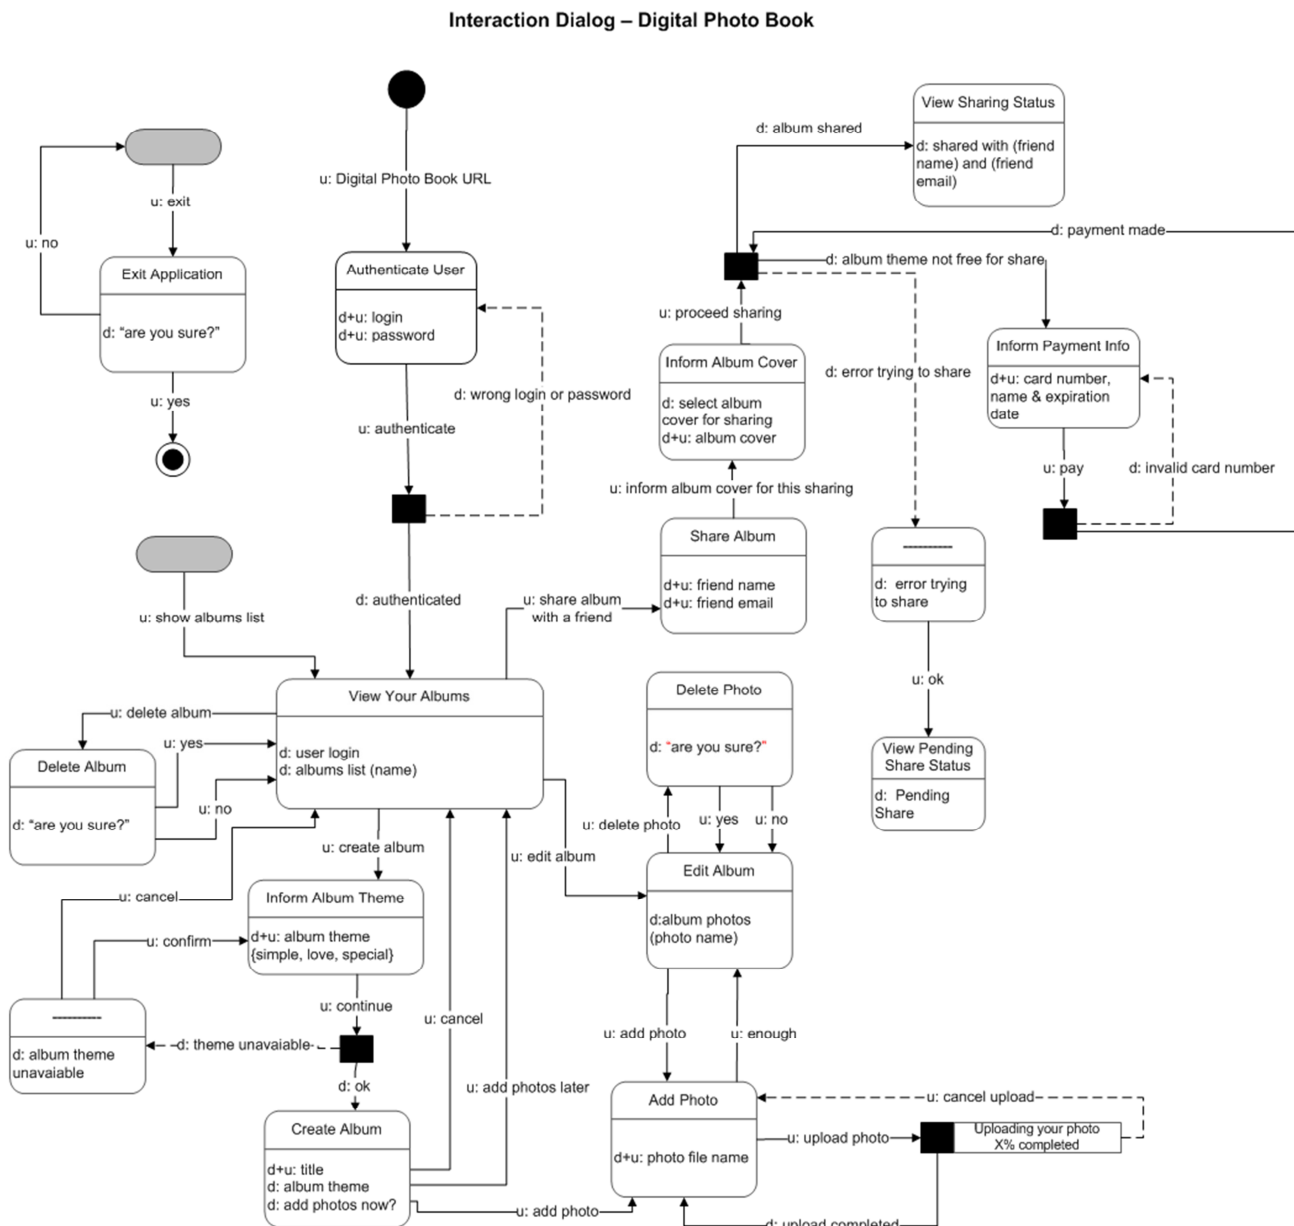 Interaction Dialog – Digital Photo Book
View Sharing Status
d: album shared
d: shared with (friend
name) and (friend
email)
u: Digital Photo Book URL
u: exit
u: no
d: payment made
Exit Application
d: “are you sure?”
u: yes
Authenticate User
d+u: login
d+u: password
d: wrong login or password
u: authenticate
d: album theme not free for share
u: proceed sharing
Inform Album Cover
d: select album
cover for sharing
d+u: album cover
d: error trying to share
Inform Payment Info
d+u: card number,
name & expiration
date
u: pay
d: invalid card number
u: inform album cover for this sharing
Share Album
d+u: friend name
d+u: friend email
----------
d: error trying
to share
u: ok
View Pending
Share Status
d: Pending
Share
u: show albums list
d: authenticated
u: share album
with a friend
View Your Albums
d: user login
d: albums list (name)
u: delete album
u: yes
u: no
Delete Album
d: “are you sure?”
Delete Photo
d: “are you sure?”
u: delete photo
u: yes
u: no
u: create album
u: edit album
Edit Album
d:album photos
(photo name)
u: cancel
Inform Album Theme
d+u: album theme
{simple, love, special}
u: confirm
u: continue
u: cancel
----------
d: album theme
unavaiable
d: theme unavaiable
d: ok
u: add photos later
u: add photo
u: enough
Create Album
d+u: title
d: album theme
d: add photos now?
u: add photo
Add Photo
d+u: photo file name
u: cancel upload
u: upload photo
Uploading your photo
X% completed
d: upload completed